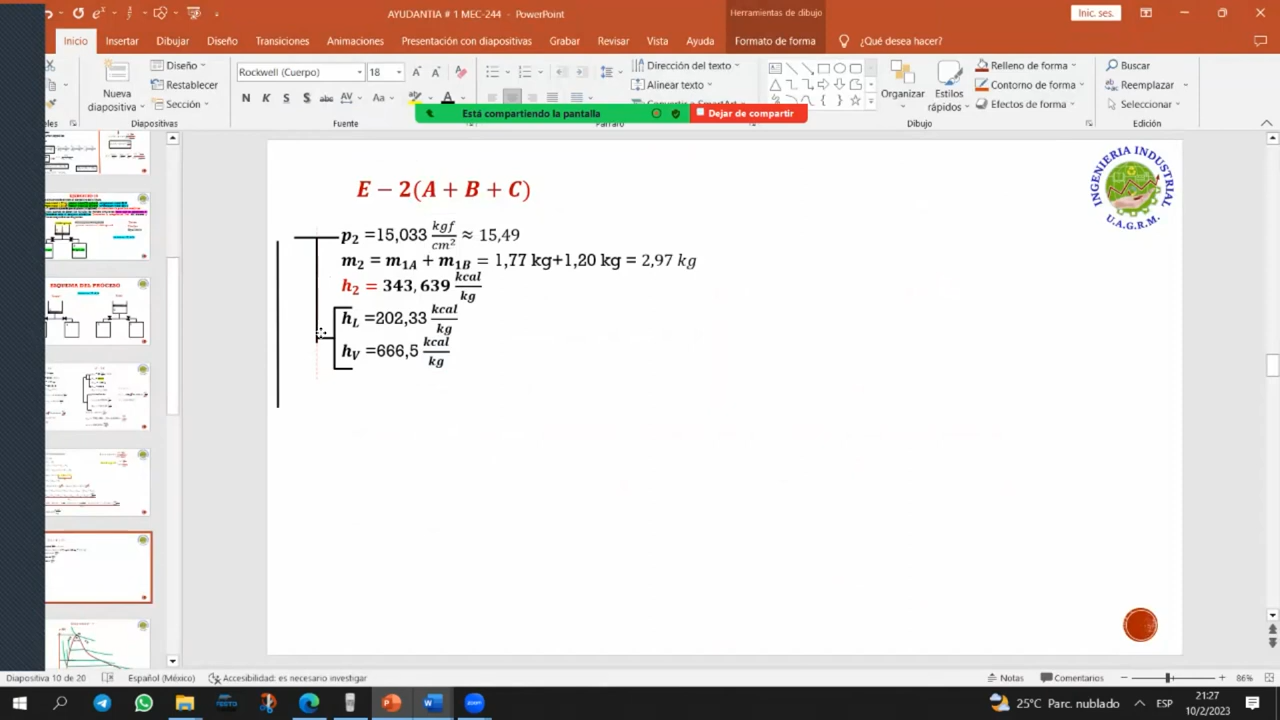 AYUDANTIA # 1 MEC-244 - PowerPoint
Herramientas de dibujo
Inic. ses.
Inicio Insertar Dibujar Diseño Transiciones Animaciones Presentación con diapositivas Grabar Revisar Vista Ayuda Formato de forma ¿Qué desea hacer?
Nueva diapositiva
Diseño
Restablecer
Sección
Rockwell (Cuerpo) 18
N K S S abc AV Aa A
Dirección del texto
Alinear texto
Convertir a SmartArt
Organizar
Estilos rápidos
Relleno de forma
Contorno de forma
Efectos de forma
Buscar
Reemplazar
Seleccionar
Está compartiendo la pantalla Dejar de compartir
Diapositivas Fuente Párrafo Dibujo Edición
INGENIERIA INDUSTRIAL
U.A.G.R.M.
E − 2(A + B + C)
p₂ =15,033 kgf/cm² ≈ 15,49
m₂ = m₁A + m₁B = 1,77 kg+1,20 kg = 2,97 kg
h₂ = 343,639 kcal/kg
h_L =202,33 kcal/kg
h_V =666,5 kcal/kg
ESQUEMA DEL PROCESO
Diapositiva 10 de 20 Español (México) Accesibilidad: es necesario investigar Notas Comentarios 86%
25°C Parc. nublado ESP 21:27
10/2/2023